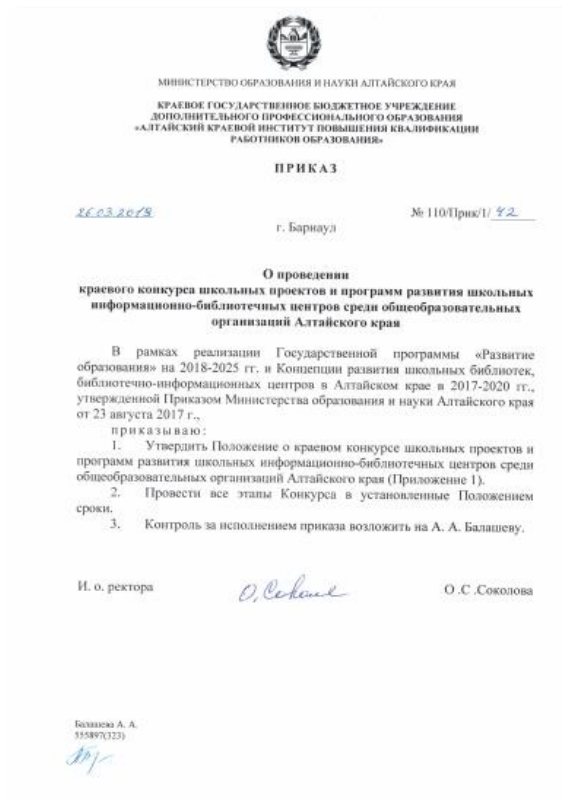 МИНИСТЕРСТВО ОБРАЗОВАНИЯ И НАУКИ АЛТАЙСКОГО КРАЯ
КРАЕВОЕ ГОСУДАРСТВЕННОЕ БЮДЖЕТНОЕ УЧРЕЖДЕНИЕ
ДОПОЛНИТЕЛЬНОГО ПРОФЕССИОНАЛЬНОГО ОБРАЗОВАНИЯ
«АЛТАЙСКИЙ КРАЕВОЙ ИНСТИТУТ ПОВЫШЕНИЯ КВАЛИФИКАЦИИ
РАБОТНИКОВ ОБРАЗОВАНИЯ»
ПРИКАЗ
26.03.2019 № 110/Прик/1/ 42
г. Барнаул
О проведении
краевого конкурса школьных проектов и программ развития школьных
информационно-библиотечных центров среди общеобразовательных
организаций Алтайского края
В рамках реализации Государственной программы «Развитие
образования» на 2018-2025 гг. и Концепции развития школьных библиотек,
библиотечно-информационных центров в Алтайском крае в 2017-2020 гг.,
утвержденной Приказом Министерства образования и науки Алтайского края
от 23 августа 2017 г.,
приказываю:
1. Утвердить Положение о краевом конкурсе школьных проектов и
программ развития школьных информационно-библиотечных центров среди
общеобразовательных организаций Алтайского края (Приложение 1).
2. Провести все этапы Конкурса в установленные Положением
сроки.
3. Контроль за исполнением приказа возложить на А. А. Балашеву.
И. о. ректора О .С .Соколова
Балашева А. А.
555897(323)